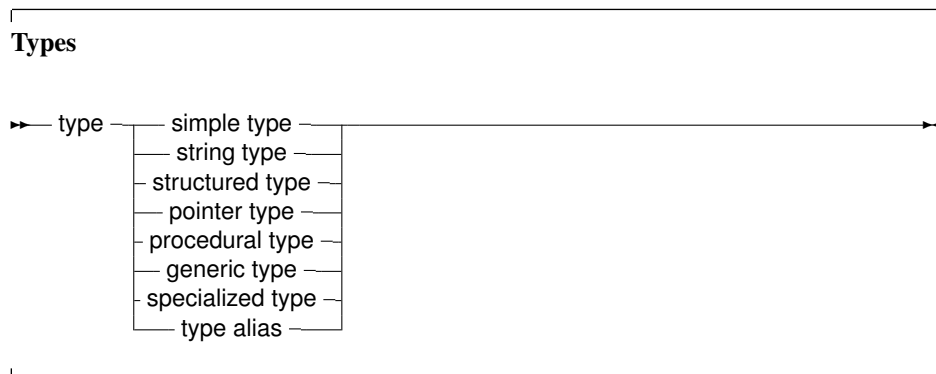 Types
type simple type
string type
structured type
pointer type
procedural type
generic type
specialized type
type alias